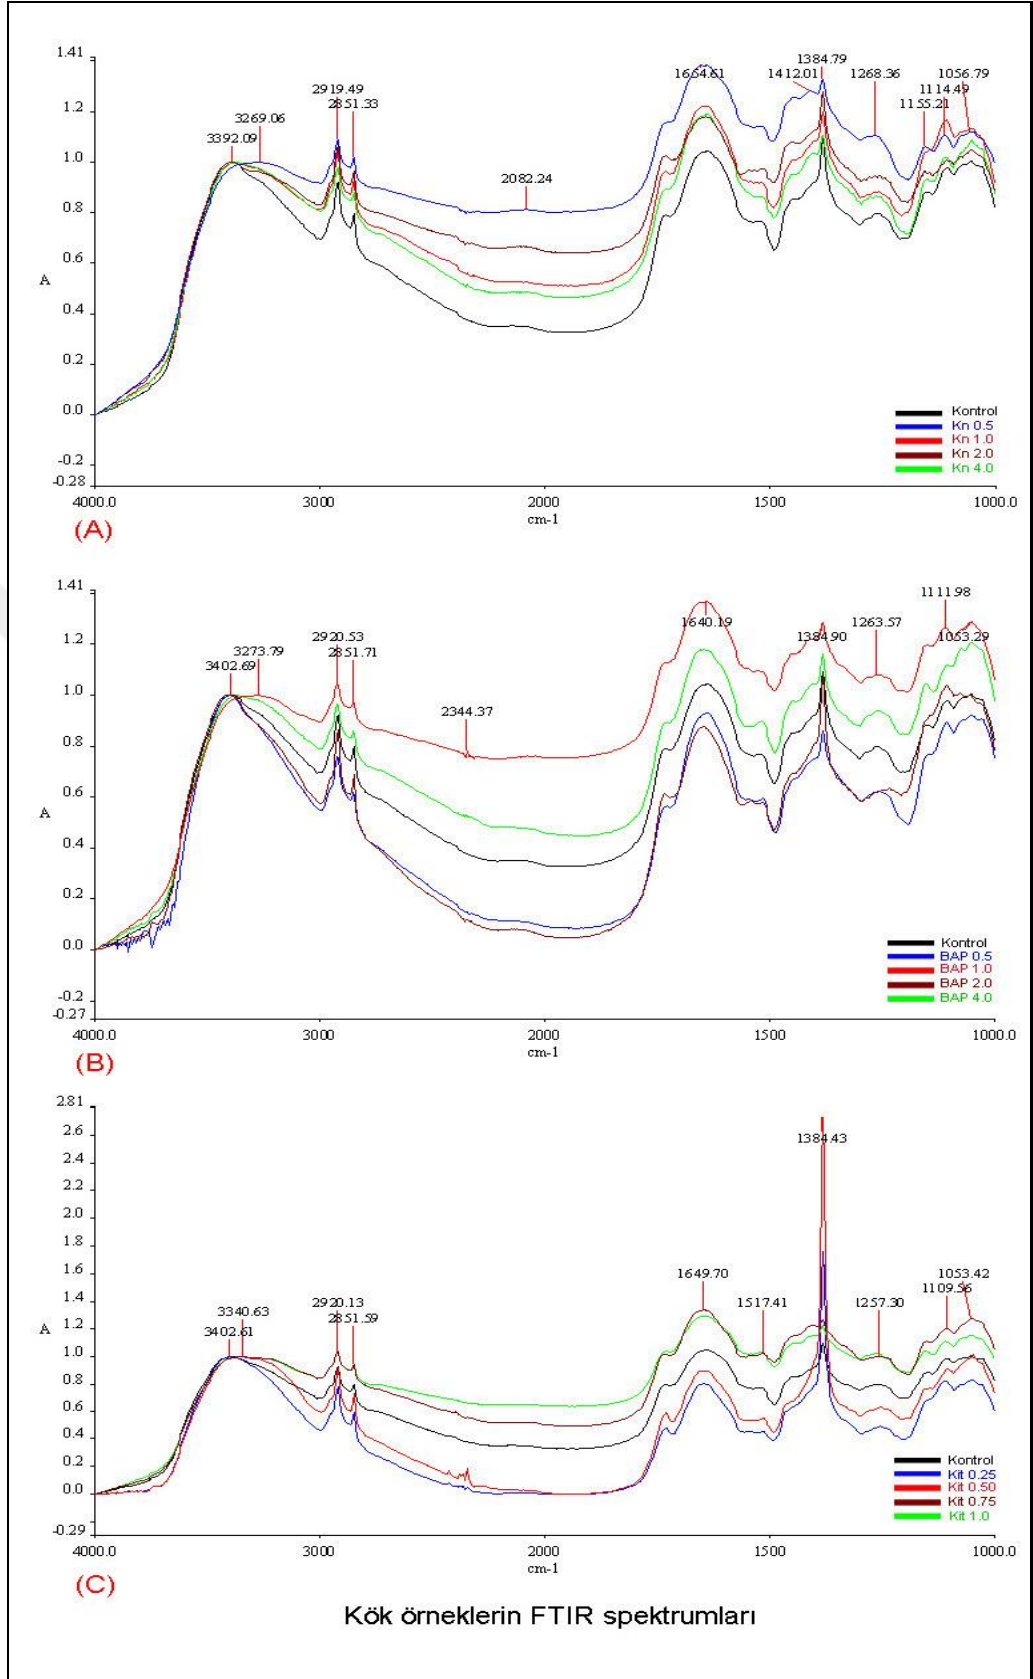 1.41
1.2
1.0
0.8
0.6
0.4
0.2
0.0
-0.2
-0.28
A
3392.09
3269.06
2919.49
2851.33
2082.24
1654.61
1412.01
1384.79
1268.36
1155.21
1114.49
1056.79
Kontrol
Kn 0.5
Kn 1.0
Kn 2.0
Kn 4.0
4000.0 3000 2000 1500 1000.0
cm-1
(A)
1.41
1.2
1.0
0.8
0.6
0.4
0.2
0.0
-0.2
-0.27
A
3402.69
3273.79
2920.53
2851.71
2344.37
1640.19
1384.90
1263.57
1111.98
1053.29
Kontrol
BAP 0.5
BAP 1.0
BAP 2.0
BAP 4.0
4000.0 3000 2000 1500 1000.0
cm-1
(B)
2.81
2.6
2.4
2.2
2.0
1.8
1.6
1.4
1.2
1.0
0.8
0.6
0.4
0.2
0.0
-0.29
A
3402.61
3340.63
2920.13
2851.59
1649.70
1517.41
1384.43
1257.30
1109.56
1053.42
Kontrol
Kit 0.25
Kit 0.50
Kit 0.75
Kit 1.0
4000.0 3000 2000 1500 1000.0
cm-1
(C)
Kök örneklerin FTIR spektrumları